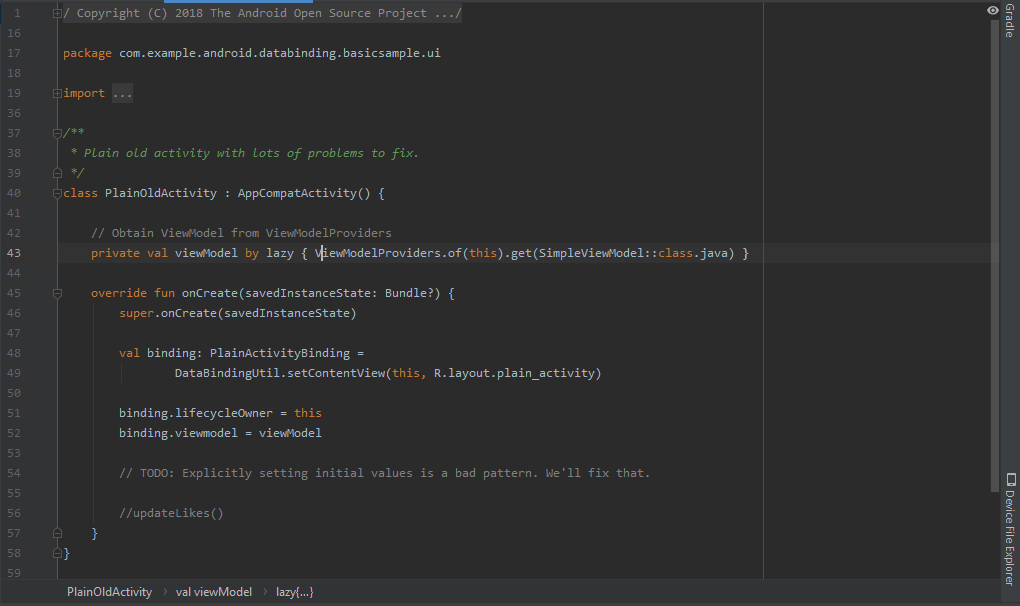 1 / Copyright (C) 2018 The Android Open Source Project .../
16
17 package com.example.android.databinding.basicsample.ui
18
19 import ...
36
37 /**
38 * Plain old activity with lots of problems to fix.
39 */
40 class PlainOldActivity : AppCompatActivity() {
41
42 // Obtain ViewModel from ViewModelProviders
43 private val viewModel by lazy { ViewModelProviders.of(this).get(SimpleViewModel::class.java) }
44
45 override fun onCreate(savedInstanceState: Bundle?) {
46 super.onCreate(savedInstanceState)
47
48 val binding: PlainActivityBinding =
49 DataBindingUtil.setContentView(this, R.layout.plain_activity)
50
51 binding.lifecycleOwner = this
52 binding.viewmodel = viewModel
53
54 // TODO: Explicitly setting initial values is a bad pattern. We'll fix that.
55
56 //updateLikes()
57 }
58 }
59
PlainOldActivity › val viewModel › lazy{...}
Gradle
Device File Explorer